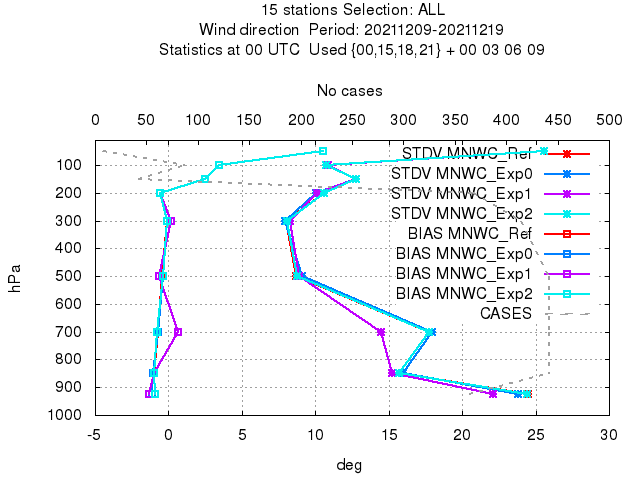 15 stations Selection: ALL
Wind direction  Period: 20211209-20211219
Statistics at 00 UTC  Used {00,15,18,21} + 00 03 06 09
No cases
0 50 100 150 200 250 300 350 400 450 500
STDV MNWC_Ref
100
STDV MNWC_Exp0
200
STDV MNWC_Exp1
STDV MNWC_Exp2
300
BIAS MNWC_Ref
400
BIAS MNWC_Exp0
500
BIAS MNWC_Exp1
BIAS MNWC_Exp2
600
CASES
700
800
900
1000
hPa
-5 0 5 10 15 20 25 30
deg